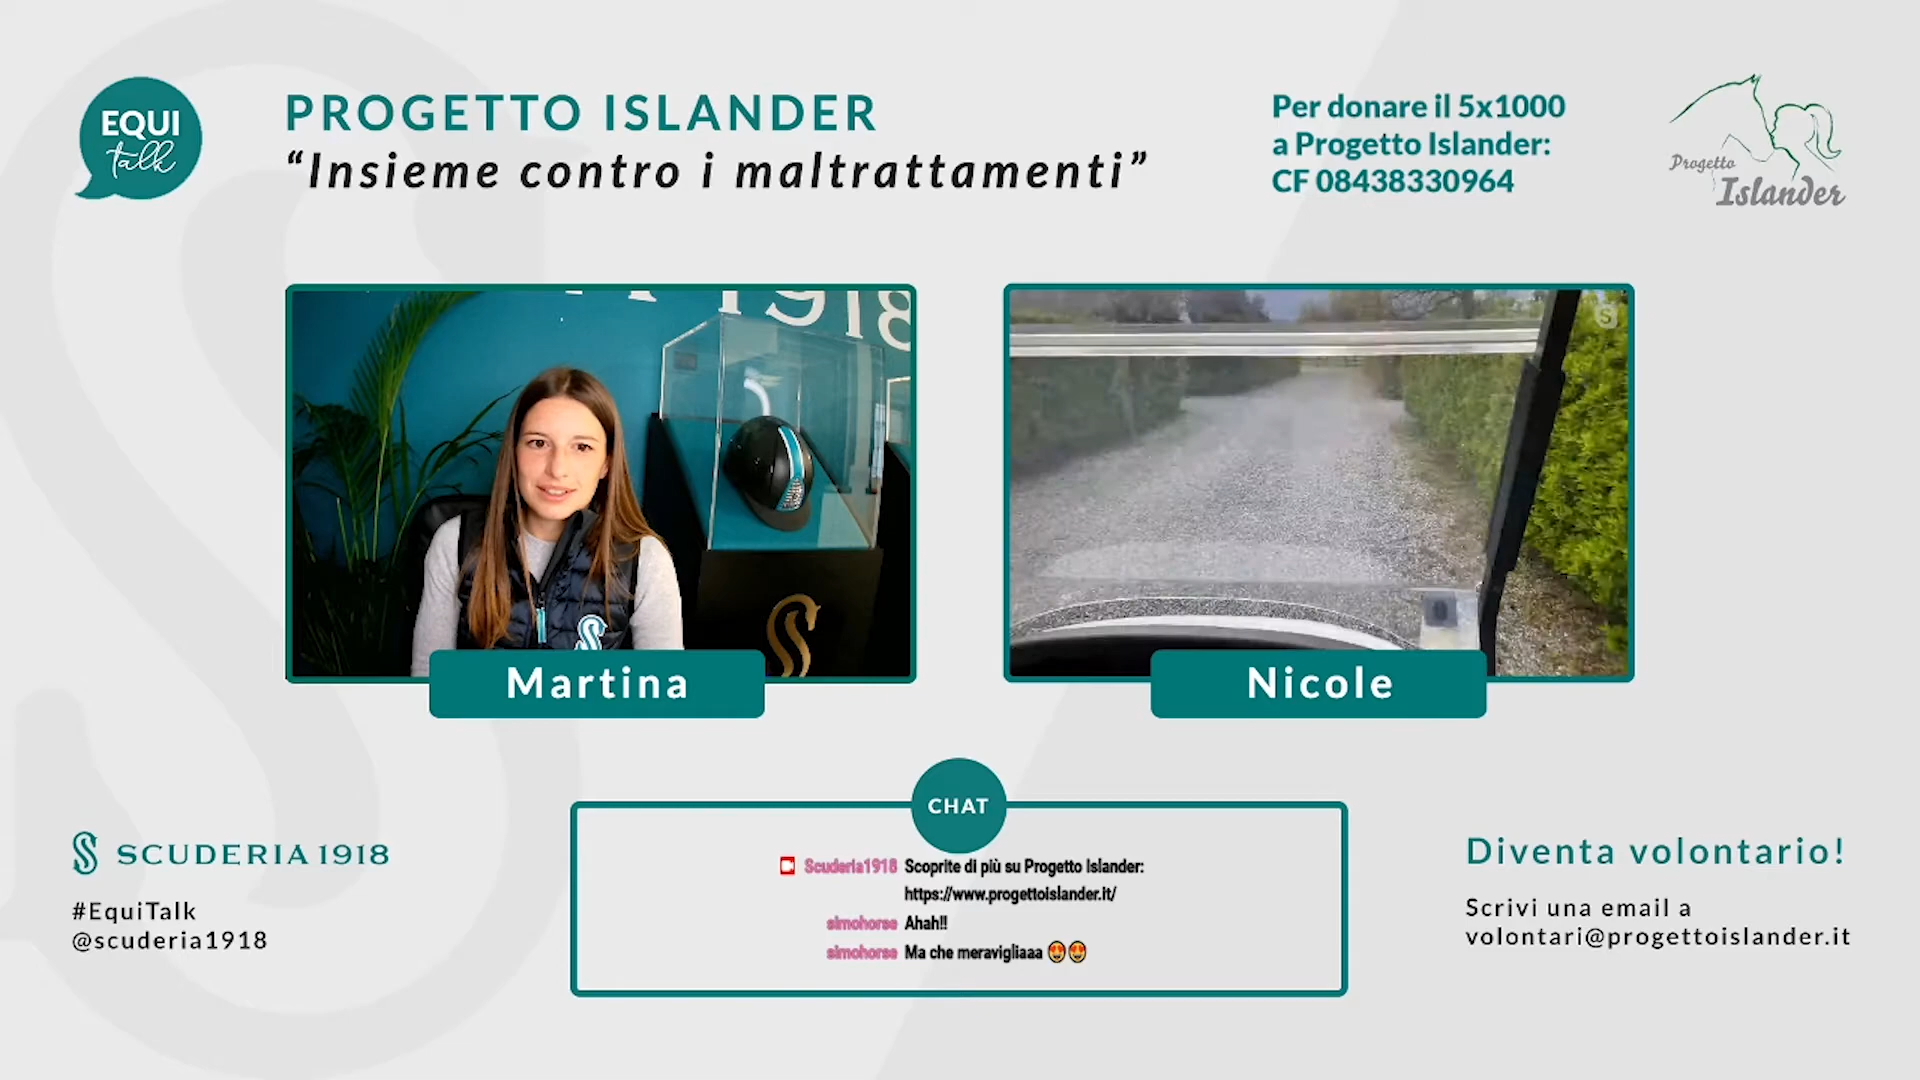 EQUI
talk
PROGETTO ISLANDER
“Insieme contro i maltrattamenti”
Per donare il 5x1000
a Progetto Islander:
CF 08438330964
Progetto
Islander
1918
Martina
Nicole
CHAT
Scuderia1918 Scoprite di più su Progetto Islander:
https://www.progettoislander.it/
simohorse Ahah!!
simohorse Ma che meravigliaaa 😍😍
SCUDERIA 1918
#EquiTalk
@scuderia1918
Diventa volontario!
Scrivi una email a
volontari@progettoislander.it